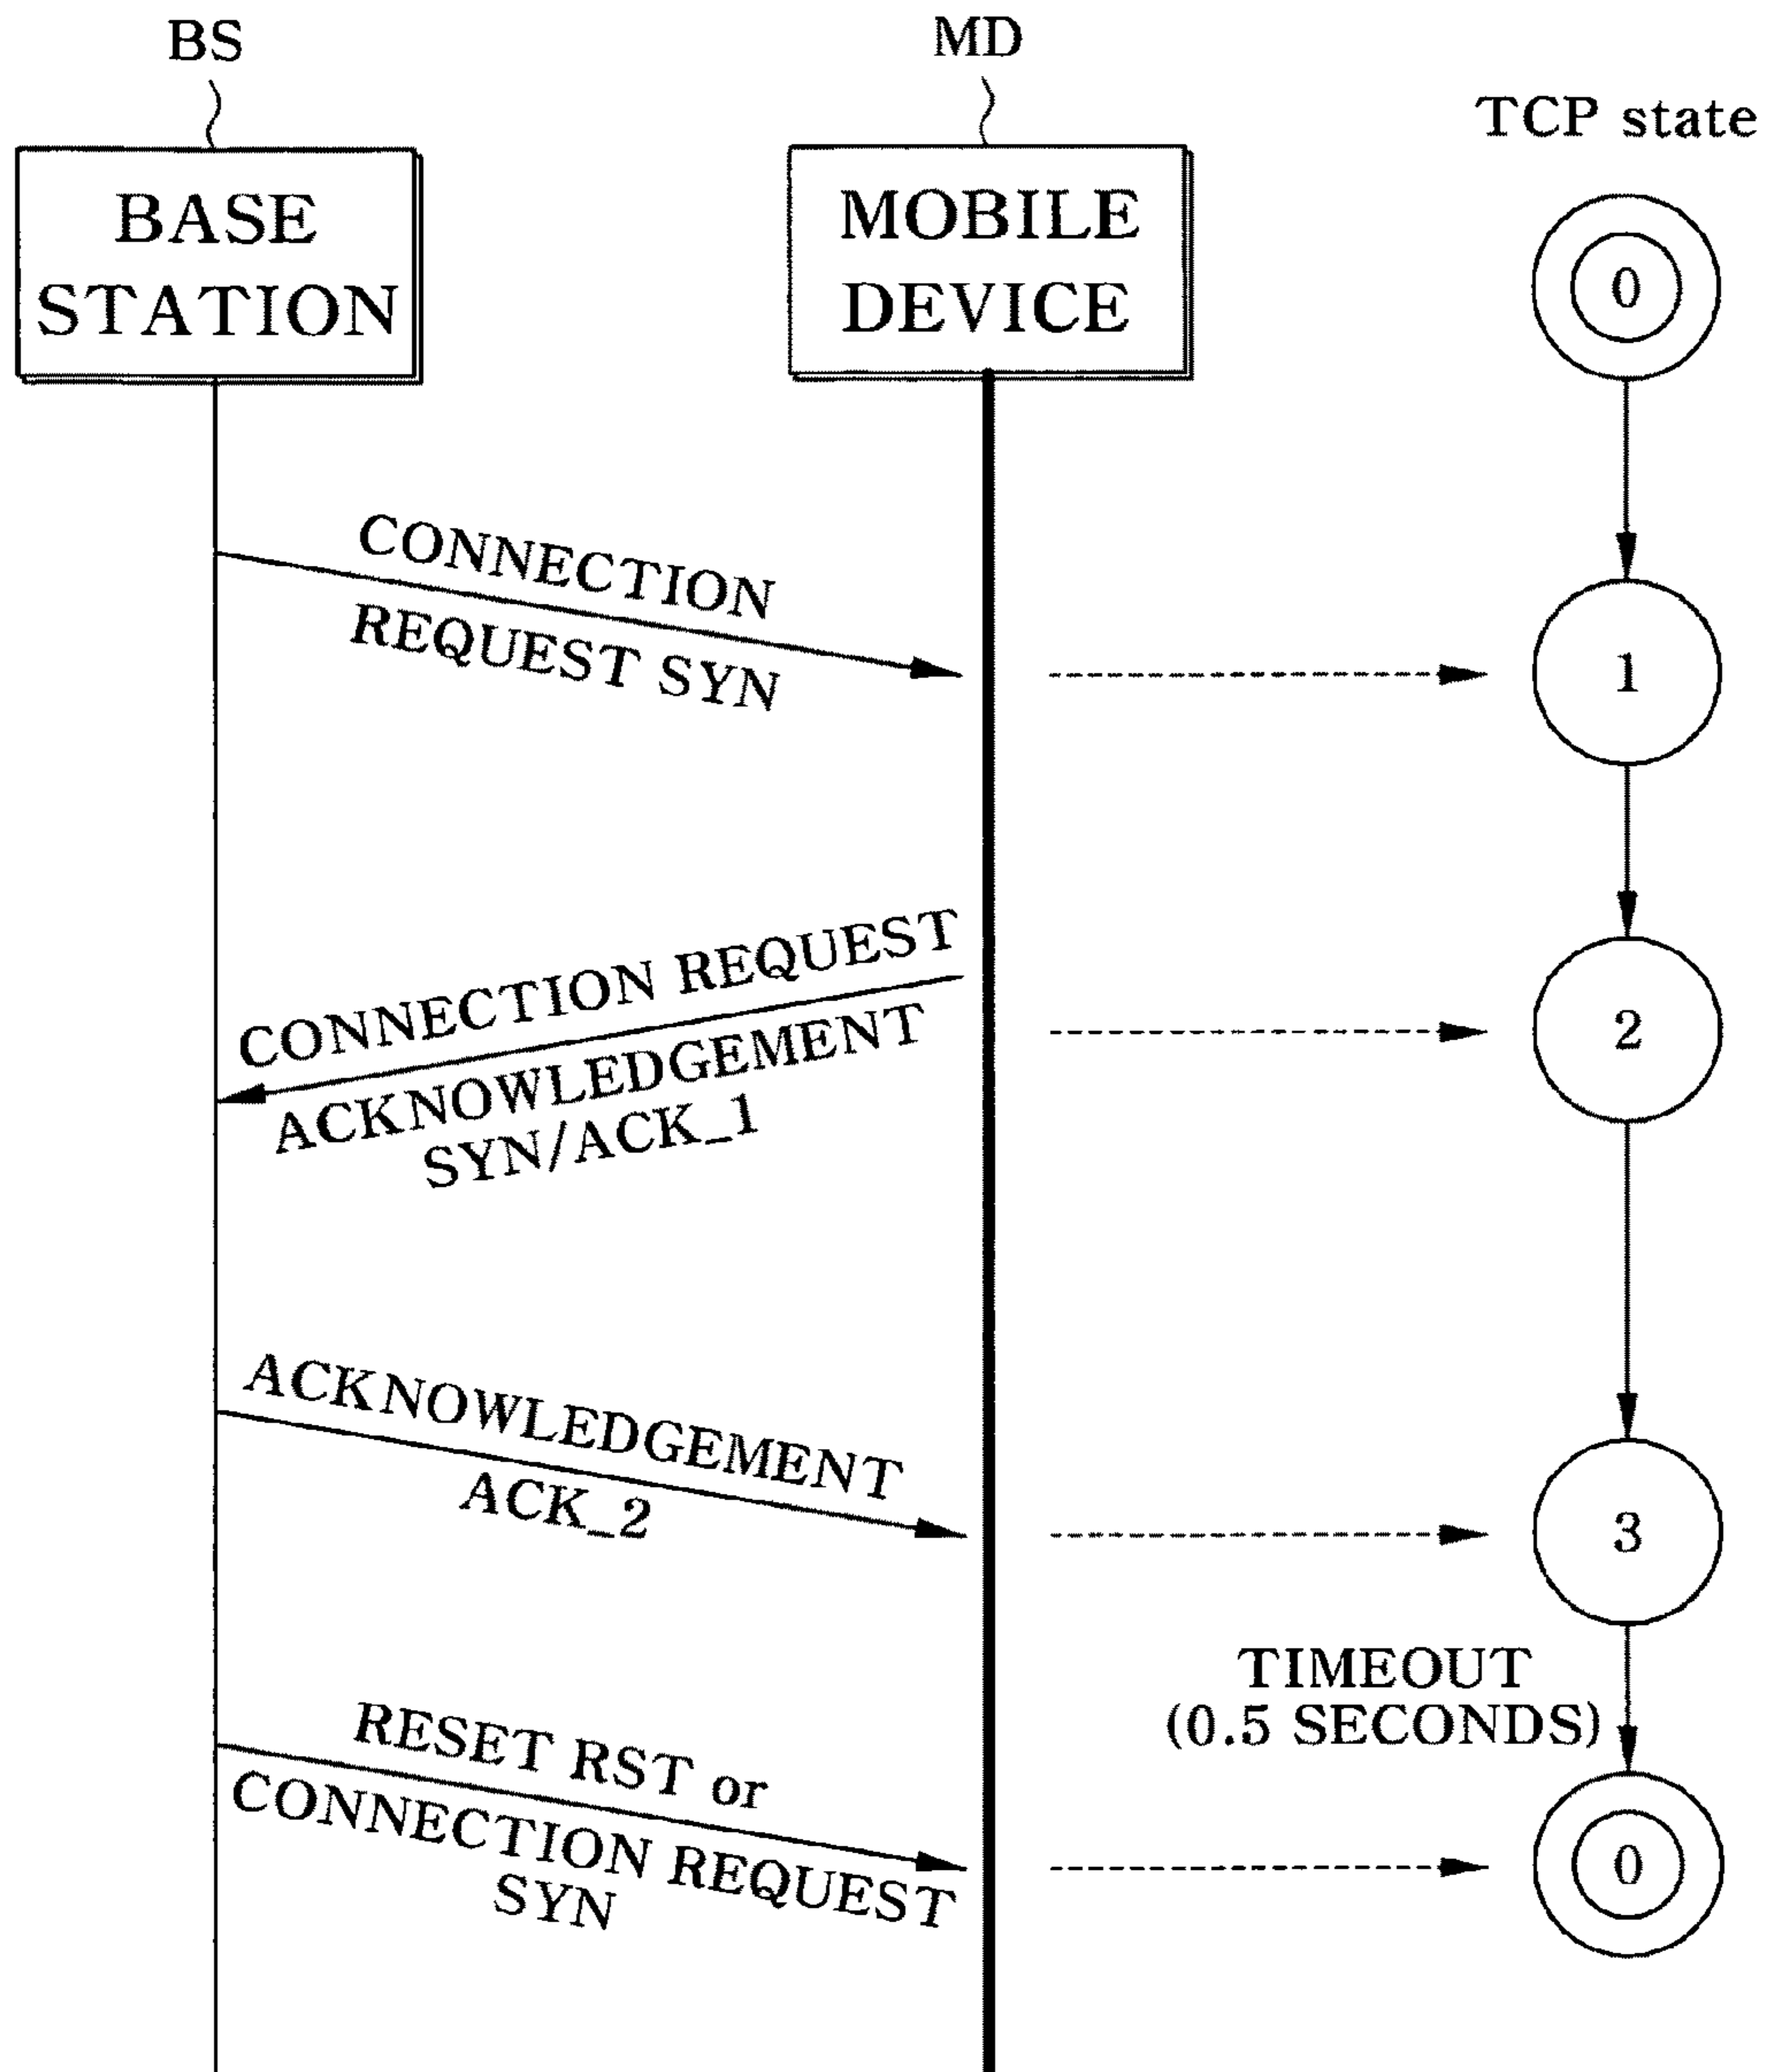 BS
MD
TCP state
BASE
STATION
MOBILE
DEVICE
0
CONNECTION
REQUEST SYN
1
CONNECTION REQUEST
ACKNOWLEDGEMENT
SYN/ACK_1
2
ACKNOWLEDGEMENT
ACK_2
3
TIMEOUT
(0.5 SECONDS)
RESET RST or
CONNECTION REQUEST
SYN
0